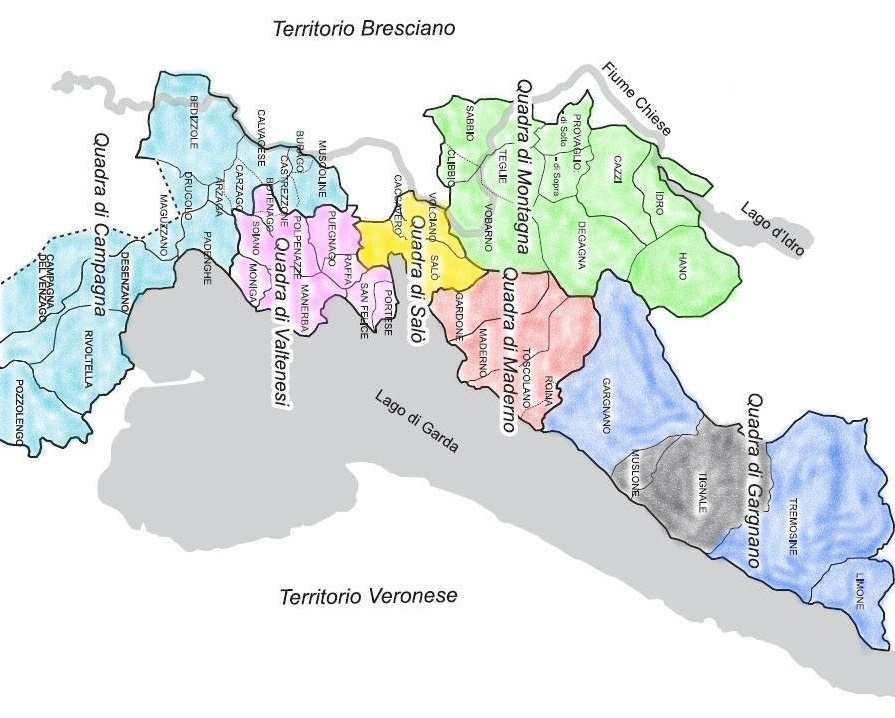 Territorio Bresciano
Fiume Chiese
Lago d'Idro
Quadra di Campagna
BEDIZZOLE
CALVAGESE
BURAGO
MUSCOLINE
CASTREZZONE
CARZAGO
ARZAGA
DRUGOLO
MAGUZZANO
PADENGHE
DESENZANO
CAMPAGNA
DEL VENZAGO
RIVOLTELLA
POZZOLENGO
Quadra di Valtenesi
BOTENAGO
SOIANO
MONIGA
POLPENAZZE
PUEGNAGO
RAFFA
MANERBA
SAN FELICE
PORTESE
Quadra di Salò
CACCAVERO
VOLCIANO
SALÒ
Quadra di Montagna
SABBIO
CLIBBIO
TEGLIE
VOBARNO
PROVAGLIO
- di Sotto
- di Sopra
CAZZI
IDRO
DEGAGNA
HANO
Quadra di Maderno
GARDONE
MADERNO
TOSCOLANO
ROINA
Quadra di Gargnano
GARGNANO
MUSLONE
TIGNALE
TREMOSINE
LIMONE
Lago di Garda
Territorio Veronese